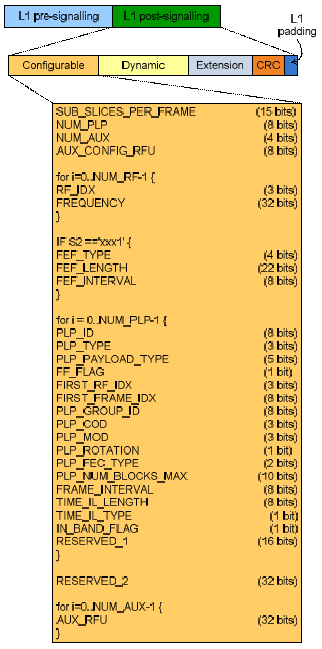 L1 pre-signalling L1 post-signalling
L1
padding
Configurable Dynamic Extension CRC
SUB_SLICES_PER_FRAME (15 bits)
NUM_PLP (8 bits)
NUM_AUX (4 bits)
AUX_CONFIG_RFU (8 bits)
for i=0..NUM_RF-1 {
RF_IDX (3 bits)
FREQUENCY (32 bits)
}
IF S2 =='xxx1' {
FEF_TYPE (4 bits)
FEF_LENGTH (22 bits)
FEF_INTERVAL (8 bits)
}
for i = 0..NUM_PLP-1 {
PLP_ID (8 bits)
PLP_TYPE (3 bits)
PLP_PAYLOAD_TYPE (5 bits)
FF_FLAG (1 bit)
FIRST_RF_IDX (3 bits)
FIRST_FRAME_IDX (8 bits)
PLP_GROUP_ID (8 bits)
PLP_COD (3 bits)
PLP_MOD (3 bits)
PLP_ROTATION (1 bit)
PLP_FEC_TYPE (2 bits)
PLP_NUM_BLOCKS_MAX (10 bits)
FRAME_INTERVAL (8 bits)
TIME_IL_LENGTH (8 bits)
TIME_IL_TYPE (1 bit)
IN_BAND_FLAG (1 bit)
RESERVED_1 (16 bits)
}
RESERVED_2 (32 bits)
for i=0..NUM_AUX-1 {
AUX_RFU (32 bits)
}